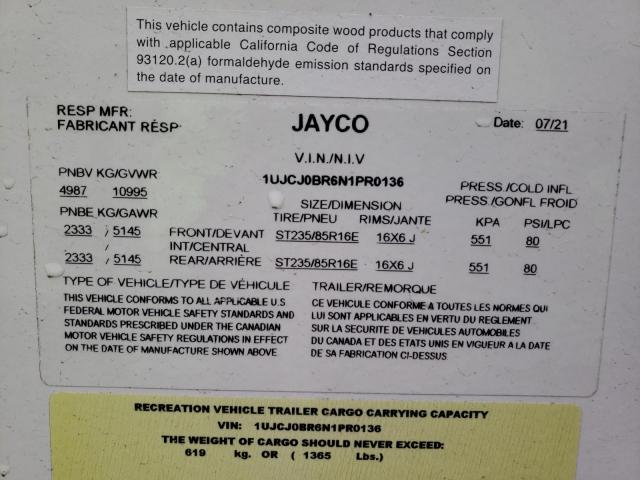 This vehicle contains composite wood products that comply
with applicable California Code of Regulations Section
93120.2(a) formaldehyde emission standards specified on
the date of manufacture.
RESP MFR: JAYCO Date: 07/21
FABRICANT RÉSP
V.I.N./N.I.V
PNBV KG/GVWR 1UJCJ0BR6N1PR0136 PRESS /COLD INFL
4987 10995 SIZE/DIMENSION PRESS /GONFL FROID
PNBE KG/GAWR TIRE/PNEU RIMS/JANTE KPA PSI/LPC
2333 / 5145 FRONT/DEVANT ST235/85R16E 16X6 J 551 80
/ INT/CENTRAL
2333 / 5145 REAR/ARRIÈRE ST235/85R16E 16X6 J 551 80
TYPE OF VEHICLE/TYPE DE VÉHICULE TRAILER/REMORQUE
THIS VEHICLE CONFORMS TO ALL APPLICABLE U.S
FEDERAL MOTOR VEHICLE SAFETY STANDARDS AND
STANDARDS PRESCRIBED UNDER THE CANADIAN
MOTOR VEHICLE SAFETY REGULATIONS IN EFFECT
ON THE DATE OF MANUFACTURE SHOWN ABOVE
CE VEHICULE CONFORME A TOUTES LES NORMES QUI
LUI SONT APPLICABLES EN VERTU DU REGLEMENT
SUR LA SECURITE DE VEHICULES AUTOMOBILES
DU CANADA ET DES ETATS UNIS EN VIGUEUR A LA DATE
DE SA FABRICATION CI-DESSUS
RECREATION VEHICLE TRAILER CARGO CARRYING CAPACITY
VIN: 1UJCJ0BR6N1PR0136
THE WEIGHT OF CARGO SHOULD NEVER EXCEED:
619 kg. OR ( 1365 Lbs.)